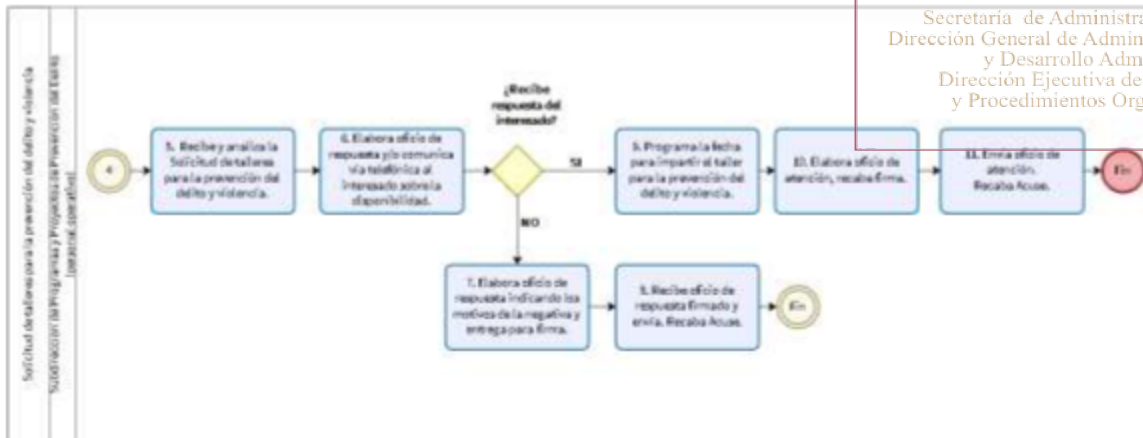 Secretaría de Administra
Dirección General de Admin
y Desarrollo Adm
Dirección Ejecutiva de
y Procedimientos Org
Solicitud de talleres para la prevención del delito y violencia
Subdirección de Programas y Proyectos de Prevención del Delito
(personal operativo)
4
5. Recibe y analiza la
Solicitud de talleres
para la prevención del
delito y violencia.
6. Elabora oficio de
respuesta y/o comunica
vía telefónica al
interesado sobre la
disponibilidad.
¿Recibe
respuesta del
interesado?
SI
9. Programa la fecha
para impartir el taller
para la prevención del
delito y violencia.
10. Elabora oficio de
atención, recaba firma.
11. Envía oficio de
atención.
Recaba Acuse.
Fin
NO
7. Elabora oficio de
respuesta indicando los
motivos de la negativa y
entrega para firma.
8. Recibe oficio de
respuesta firmado y
envía. Recaba Acuse.
Fin